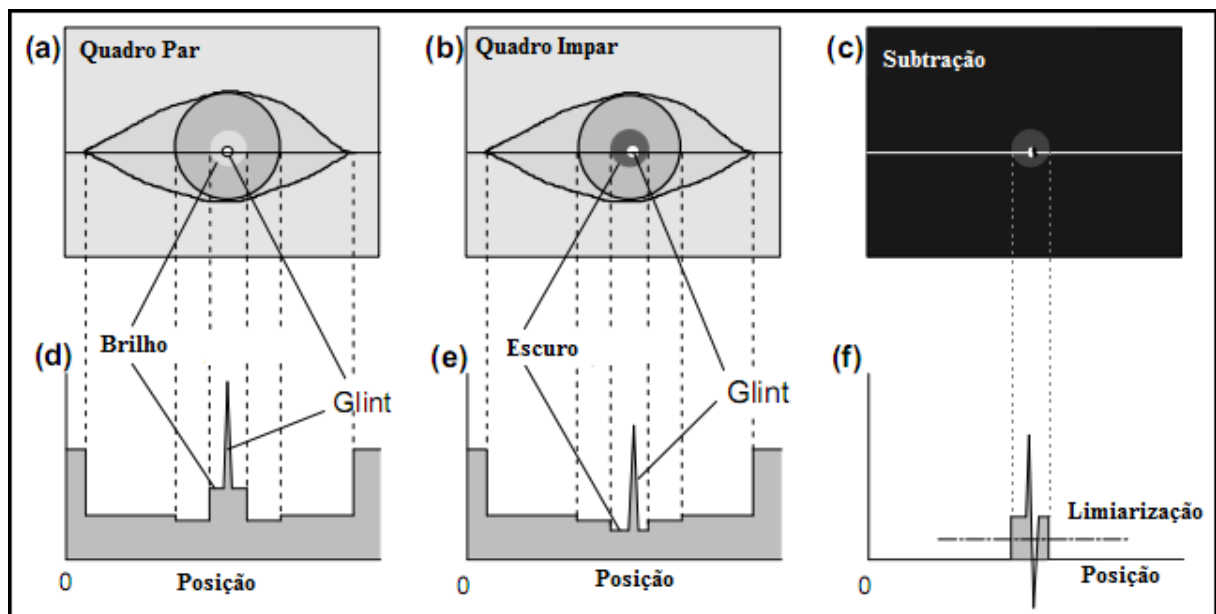 (a) Quadro Par
(b) Quadro Impar
(c) Subtração
(d) Brilho
Glint
0 Posição
(e) Escuro
Glint
0 Posição
(f)
Limiarização
0 Posição